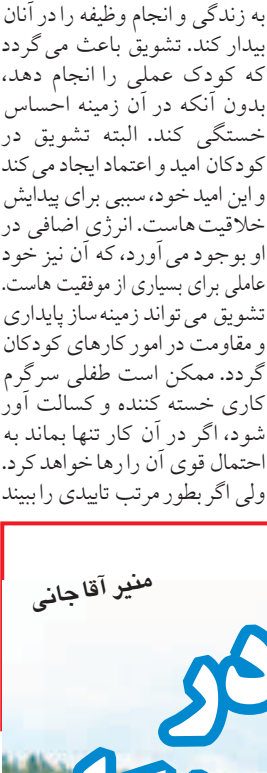 به زندگی و انجام وظیفه را در آنان
بیدار کند. تشویق باعث می گردد
که کودک عملی را انجام دهد،
بدون آنکه در آن زمینه احساس
خستگی کند. البته تشویق در
کودکان امید و اعتماد ایجاد می کند
و این امید خود، سببی برای پیدایش
خلاقیت هاست. انرژی اضافی در
او بوجود می آورد، که آن نیز خود
عاملی برای بسیاری از موفقیت هاست.
تشویق می تواند زمینه ساز پایداری
و مقاومت در امور کارهای کودکان
گردد. ممکن است طفلی سرگرم
کاری خسته کننده و کسالت آور
شود، اگر در آن کار تنها بماند به
احتمال قوی آن را رها خواهد کرد.
ولی اگر بطور مرتب تاییدی را ببیند
منیر آقاجانی
در